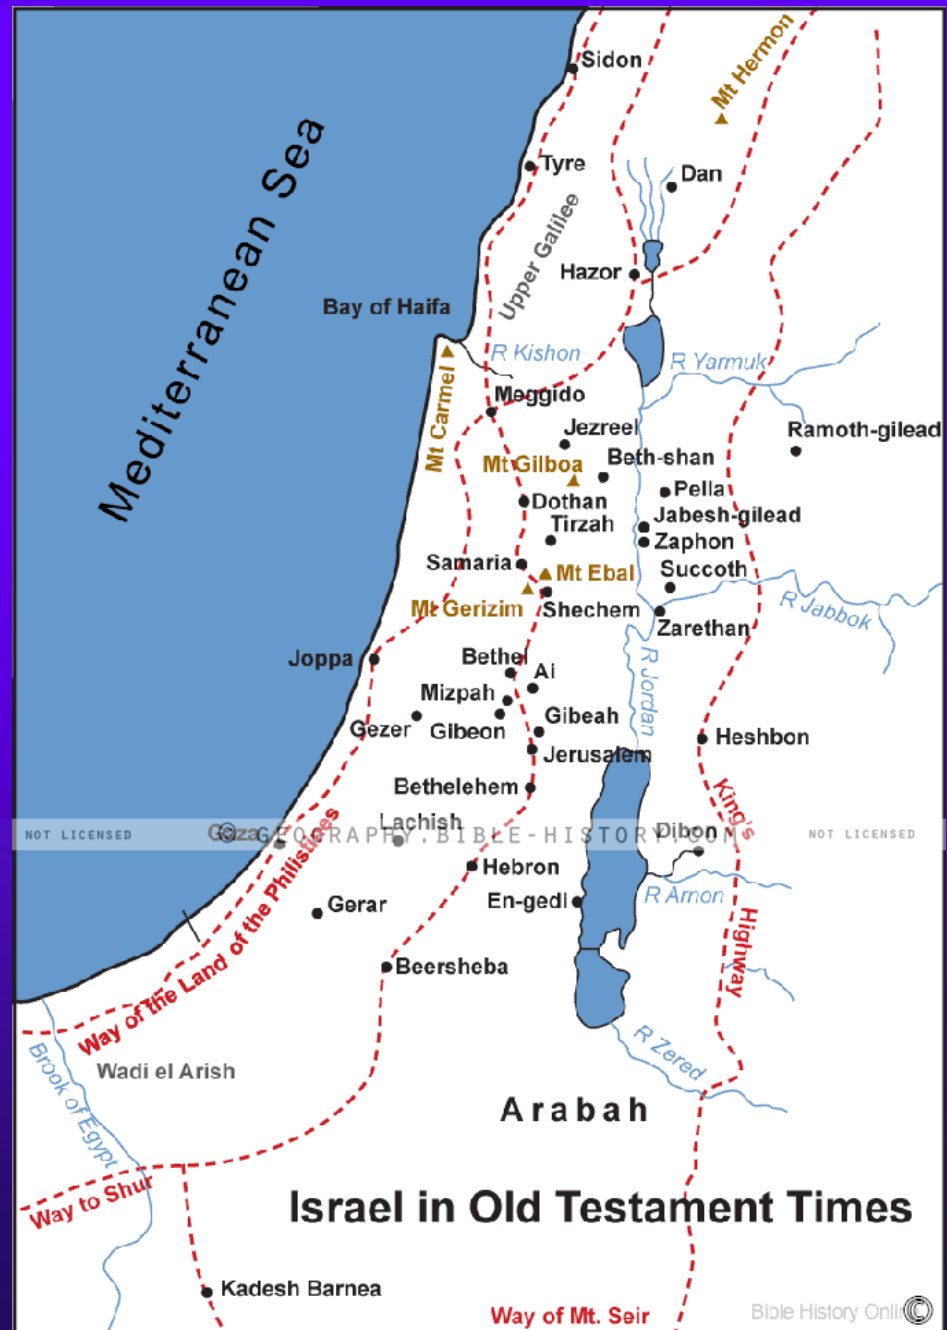 Sidon
Mt Hermon
Mediterranean Sea
Tyre
Dan
Upper Galilee
Hazor
Bay of Haifa
R Kishon
R Yarmuk
Mt Carmel
Meggido
Jezreel
Ramoth-gilead
Mt Gilboa
Beth-shan
Pella
Dothan
Jabesh-gilead
Tirzah
Zaphon
Samaria
Mt Ebal
Succoth
Mt Gerizim
Shechem
R Jabbok
Zarethan
Joppa
Bethel
Ai
R Jordan
Mizpah
Gezer
Gibeon
Gibeah
Heshbon
Jerusalem
Bethelehem
King's
Lachish
Dibon
NOT LICENSED
Gaza
© GEOGRAPHY.BIBLE-HISTORY.COM
NOT LICENSED
Hebron
En-gedi
R Arnon
Gerar
Highway
Way of the Land of the Philistines
Beersheba
Brook of Egypt
Wadi el Arish
R Zered
Arabah
Way to Shur
Israel in Old Testament Times
Kadesh Barnea
Way of Mt. Seir
Bible History Online ©